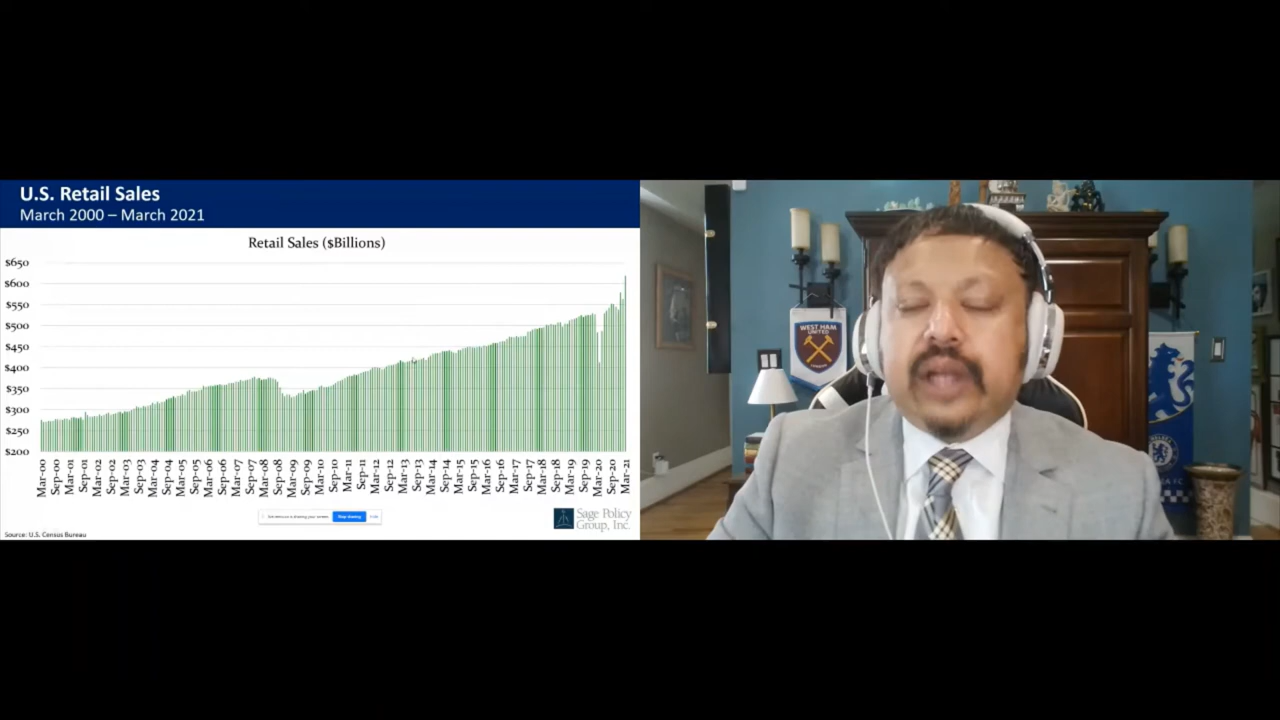 U.S. Retail Sales
March 2000 – March 2021
Retail Sales ($Billions)
$650
$600
$550
$500
$450
$400
$350
$300
$250
$200
Mar-00
Sep-00
Mar-01
Sep-01
Mar-02
Sep-02
Mar-03
Sep-03
Mar-04
Sep-04
Mar-05
Sep-05
Mar-06
Sep-06
Mar-07
Sep-07
Mar-08
Sep-08
Mar-09
Sep-09
Mar-10
Sep-10
Mar-11
Sep-11
Mar-12
Sep-12
Mar-13
Sep-13
Mar-14
Sep-14
Mar-15
Sep-15
Mar-16
Sep-16
Mar-17
Sep-17
Mar-18
Sep-18
Mar-19
Sep-19
Mar-20
Sep-20
Mar-21
Stop sharing
Sage Policy
Group, Inc.
Source: U.S. Census Bureau
WEST HAM
UNITED